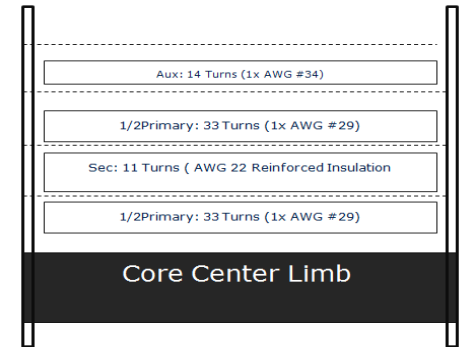 Aux: 14 Turns (1x AWG #34)
1/2Primary: 33 Turns (1x AWG #29)
Sec: 11 Turns ( AWG 22 Reinforced Insulation
1/2Primary: 33 Turns (1x AWG #29)
Core Center Limb